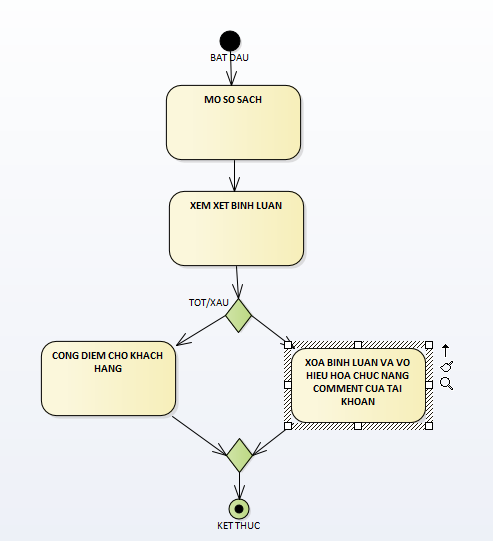 BAT DAU
MO SO SACH
XEM XET BINH LUAN
TOT/XAU
CONG DIEM CHO KHACH
HANG
XOA BINH LUAN VA VO
HIEU HOA CHUC NANG
COMMENT CUA TAI
KHOAN
KET THUC